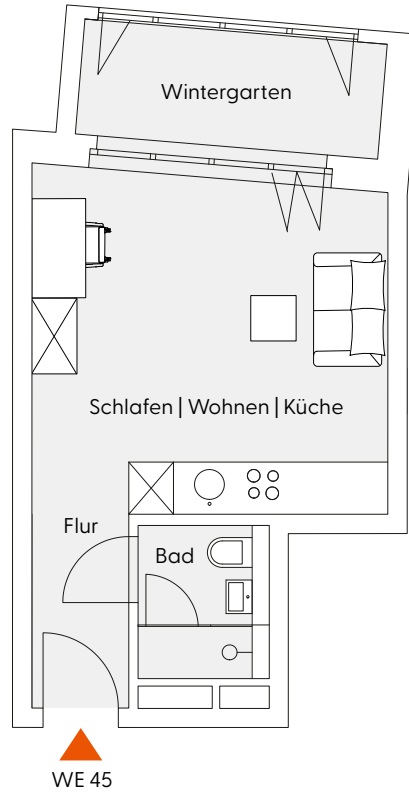 Wintergarten
Schlafen | Wohnen | Küche
Flur
Bad
WE 45